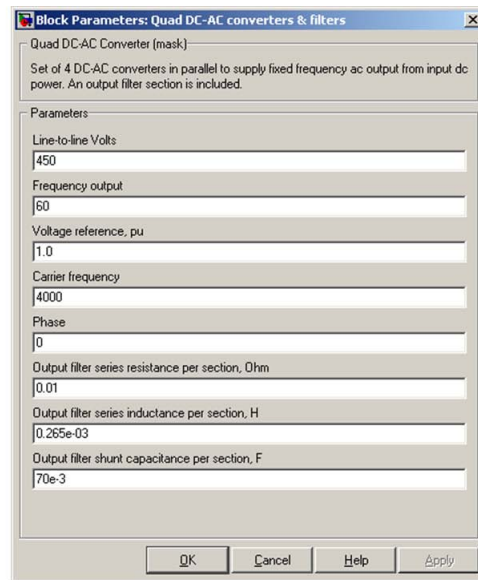 Block Parameters: Quad DC-AC converters & filters
Quad DC-AC Converter (mask)
Set of 4 DC-AC converters in parallel to supply fixed frequency ac output from input dc
power. An output filter section is included.
Parameters
Line-to-line Volts
450
Frequency output
60
Voltage reference, pu
1.0
Carrier frequency
4000
Phase
0
Output filter series resistance per section, Ohm
0.01
Output filter series inductance per section, H
0.265e-03
Output filter shunt capacitance per section, F
70e-3
OK Cancel Help Apply